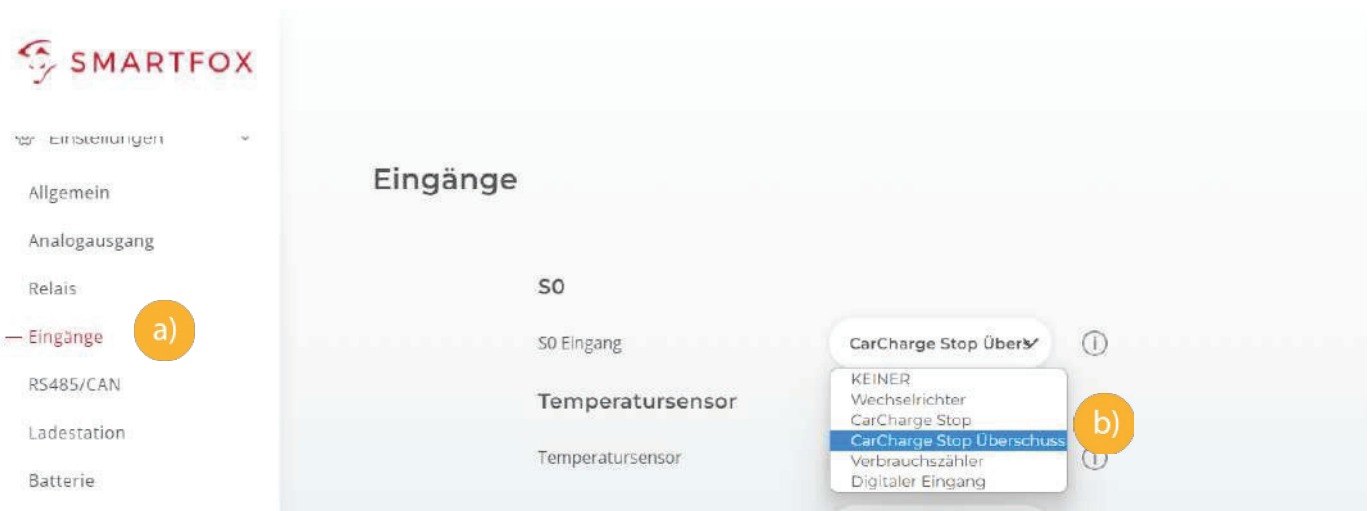 SMARTFOX
Einstellungen
Allgemein
Analogausgang
Relais
Eingänge
a)
RS485/CAN
Ladestation
Batterie
Eingänge
S0
S0 Eingang
CarCharge Stop Übers
KEINER
Wechselrichter
CarCharge Stop
CarCharge Stop Überschuss
Verbrauchszähler
Digitaler Eingang
b)
Temperatursensor
Temperatursensor